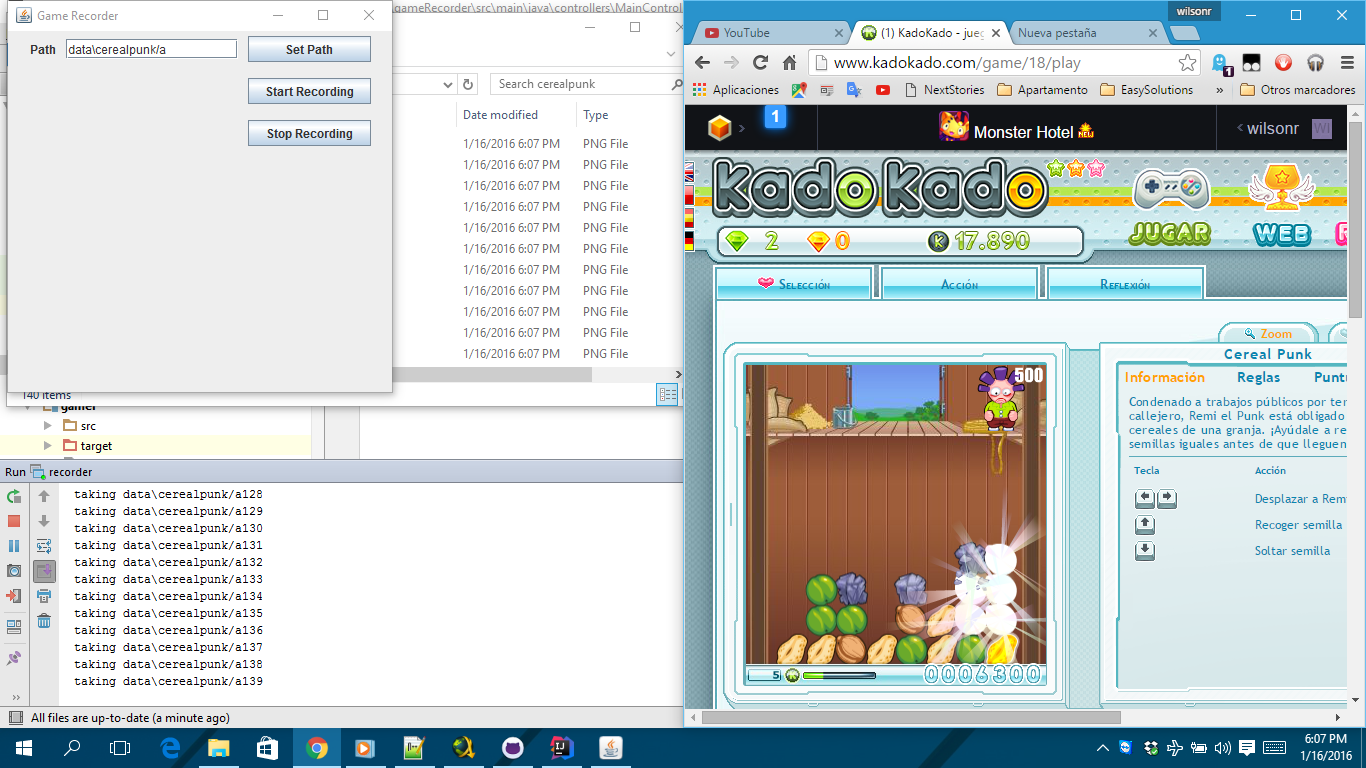 Game Recorder
Path data\cerealpunk/a Set Path
Start Recording
Stop Recording
gameRecorder\src\main\java\controllers\MainControl
Search cerealpunk
Date modified Type
1/16/2016 6:07 PM PNG File
1/16/2016 6:07 PM PNG File
1/16/2016 6:07 PM PNG File
1/16/2016 6:07 PM PNG File
1/16/2016 6:07 PM PNG File
1/16/2016 6:07 PM PNG File
1/16/2016 6:07 PM PNG File
1/16/2016 6:07 PM PNG File
1/16/2016 6:07 PM PNG File
1/16/2016 6:07 PM PNG File
1/16/2016 6:07 PM PNG File
140 items
gamer
src
target
Run recorder
taking data\cerealpunk/a128
taking data\cerealpunk/a129
taking data\cerealpunk/a130
taking data\cerealpunk/a131
taking data\cerealpunk/a132
taking data\cerealpunk/a133
taking data\cerealpunk/a134
taking data\cerealpunk/a135
taking data\cerealpunk/a136
taking data\cerealpunk/a137
taking data\cerealpunk/a138
taking data\cerealpunk/a139
All files are up-to-date (a minute ago)
wilsonr
YouTube (1) KadoKado - jueg Nueva pestaña
www.kadokado.com/game/18/play 1
Aplicaciones NextStories Apartamento EasySolutions » Otros marcadores
1 Monster Hotel NEW wilsonr WI
KadoKado
2 0 K 17.890
JUGAR WEB
Selección Acción Reflexión
Zoom
Cereal Punk
Información Reglas Puntu
Condenado a trabajos públicos por ter
callejero, Remi el Punk está obligado
cereales de una granja. ¡Ayúdale a re
semillas iguales antes de que lleguen
Tecla Acción
Desplazar a Rem
Recoger semilla
Soltar semilla
500
5 0006300
6:07 PM
1/16/2016